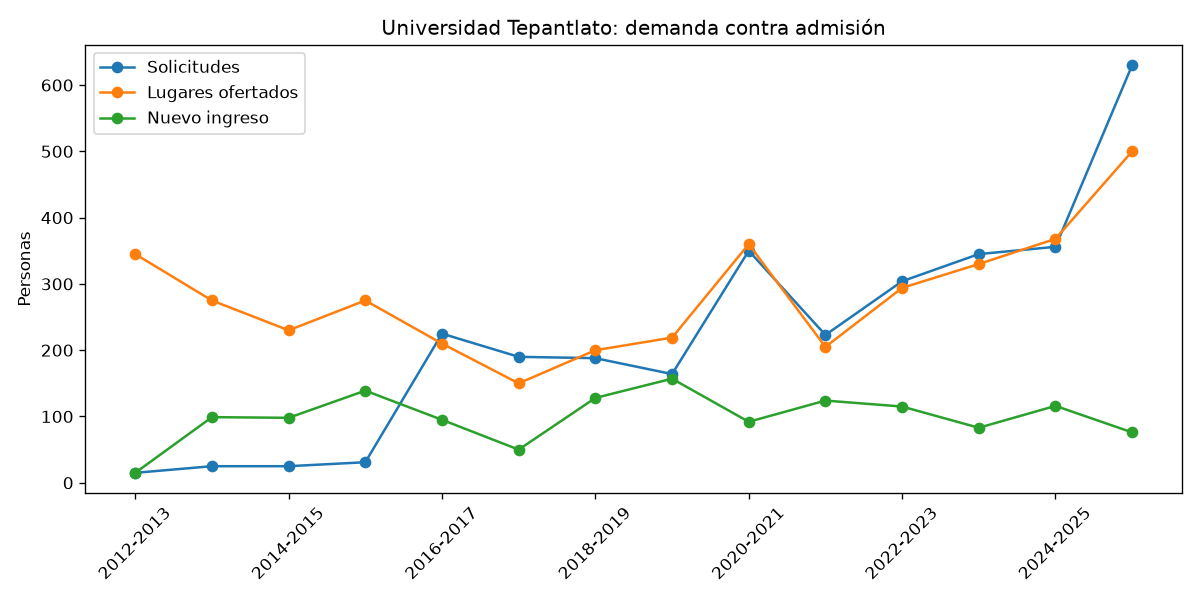 Universidad Tepantlato: demanda contra admisión
Solicitudes
Lugares ofertados
Nuevo ingreso
Personas
600
500
400
300
200
100
0
2012-2013
2014-2015
2016-2017
2018-2019
2020-2021
2022-2023
2024-2025